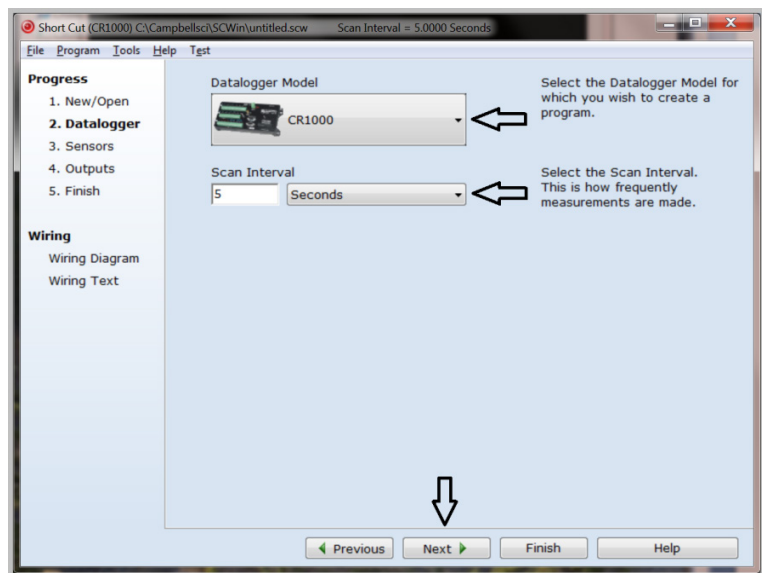 Short Cut (CR1000) C:\Campbellsci\SCWin\untitled.scw Scan Interval = 5.0000 Seconds
File Program Tools Help Test
Progress
1. New/Open
2. Datalogger
3. Sensors
4. Outputs
5. Finish
Wiring
Wiring Diagram
Wiring Text
Datalogger Model
CR1000
Select the Datalogger Model for
which you wish to create a
program.
Scan Interval
5 Seconds
Select the Scan Interval.
This is how frequently
measurements are made.
Previous Next Finish Help